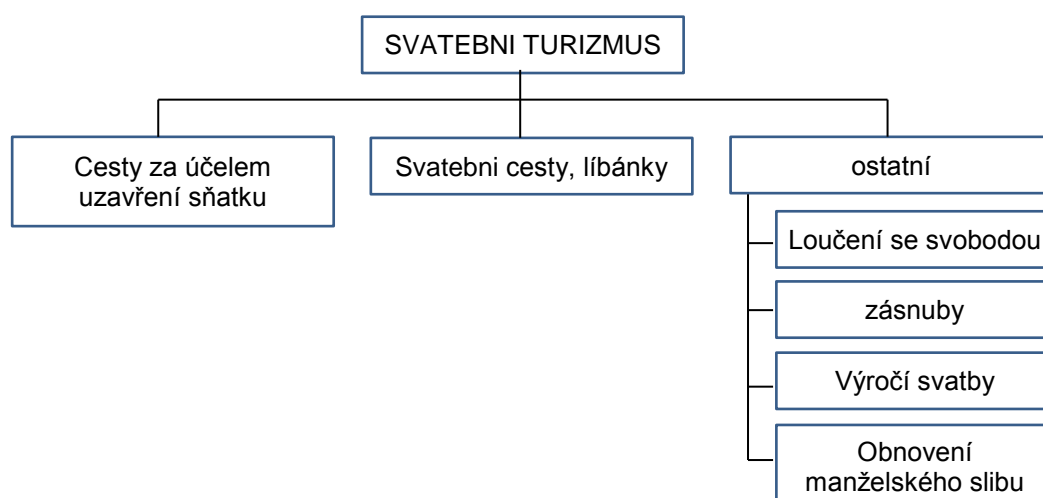 SVATEBNI TURIZMUS
Cesty za účelem
uzavření sňatku
Svatebni cesty, líbánky
ostatní
Loučení se svobodou
zásnuby
Výročí svatby
Obnovení
manželského slibu